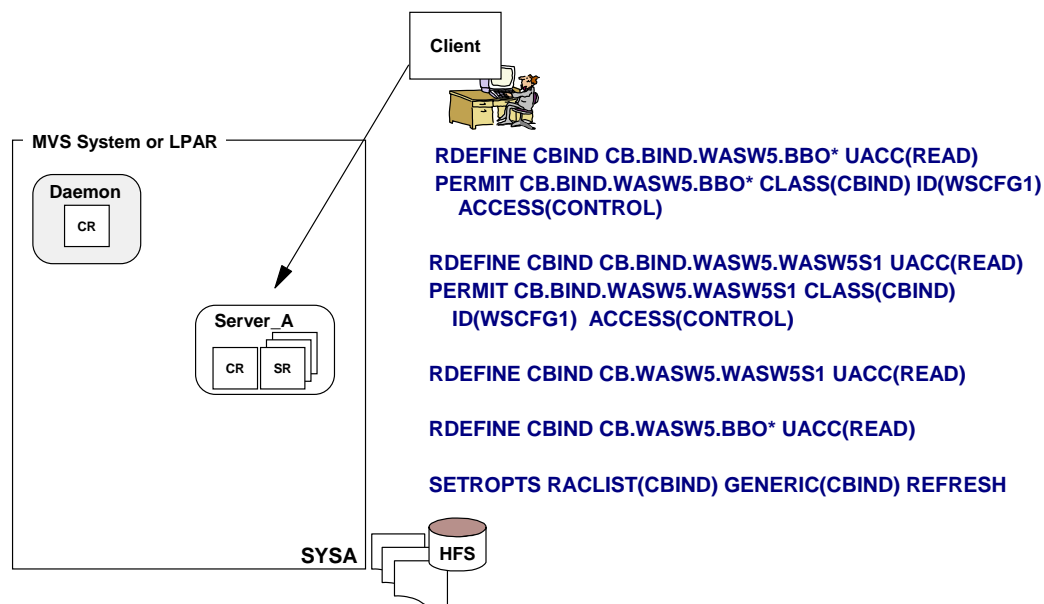 Client
MVS System or LPAR
Daemon
CR
Server_A
CR
SR
RDEFINE CBIND CB.BIND.WASW5.BBO* UACC(READ)
PERMIT CB.BIND.WASW5.BBO* CLASS(CBIND) ID(WSCFG1)
ACCESS(CONTROL)
RDEFINE CBIND CB.BIND.WASW5.WASW5S1 UACC(READ)
PERMIT CB.BIND.WASW5.WASW5S1 CLASS(CBIND)
ID(WSCFG1) ACCESS(CONTROL)
RDEFINE CBIND CB.WASW5.WASW5S1 UACC(READ)
RDEFINE CBIND CB.WASW5.BBO* UACC(READ)
SETROPTS RACLIST(CBIND) GENERIC(CBIND) REFRESH
SYSA
HFS